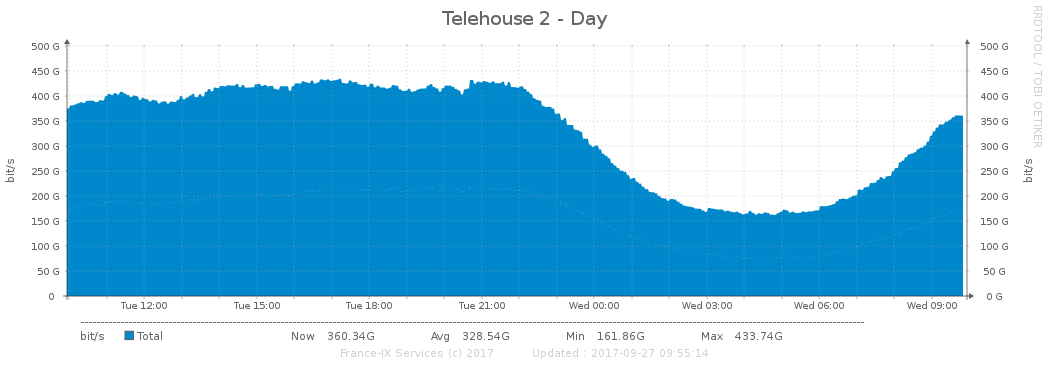 Telehouse 2 - Day
RRDTOOL / TOBI OETIKER
bit/s
500 G 500 G
450 G 450 G
400 G 400 G
350 G 350 G
300 G 300 G
250 G 250 G
200 G 200 G
150 G 150 G
100 G 100 G
50 G 50 G
0 0 G
bit/s
Tue 12:00 Tue 15:00 Tue 18:00 Tue 21:00 Wed 00:00 Wed 03:00 Wed 06:00 Wed 09:00
bit/s Total Now 360.34G Avg 328.54G Min 161.86G Max 433.74G
France-IX Services (c) 2017 Updated : 2017-09-27 09:55:14